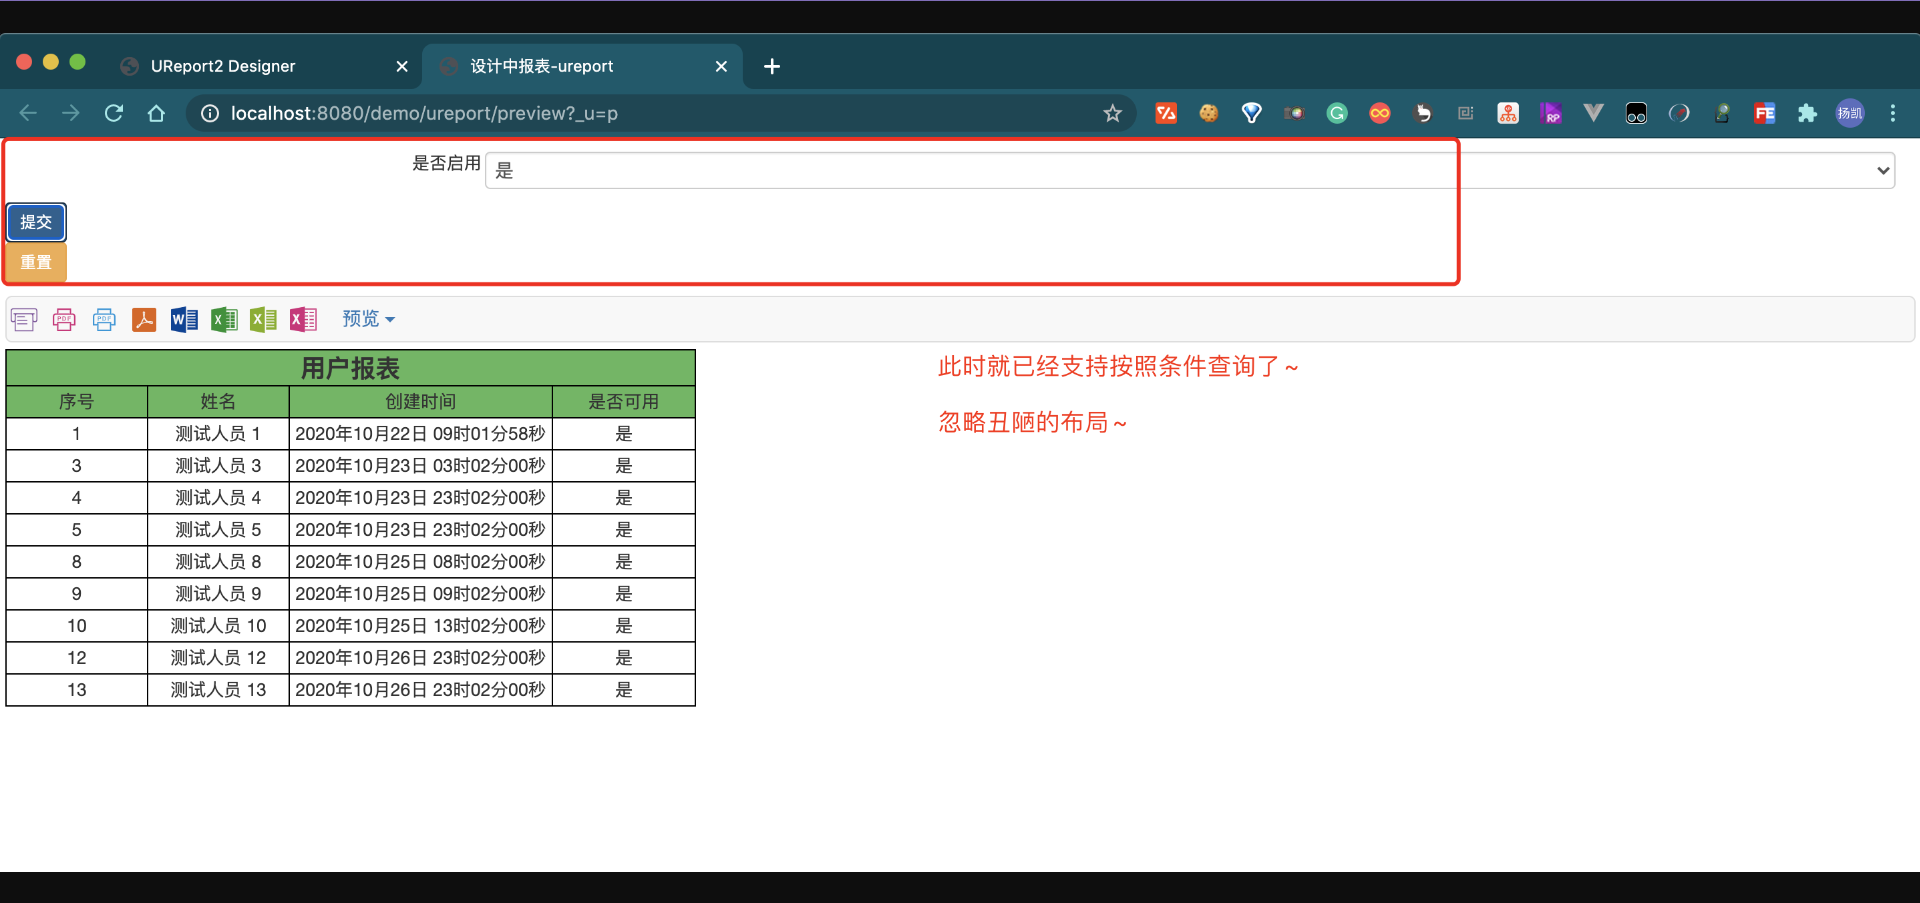 UReport2 Designer
设计中报表-ureport
localhost:8080/demo/ureport/preview?_u=p
RP
FE
扬凯
是否启用 是
提交
重置
PDF PDF W X X X 预览
用户报表
序号 姓名 创建时间 是否可用
1 测试人员 1 2020年10月22日 09时01分58秒 是
3 测试人员 3 2020年10月23日 03时02分00秒 是
4 测试人员 4 2020年10月23日 23时02分00秒 是
5 测试人员 5 2020年10月23日 23时02分00秒 是
8 测试人员 8 2020年10月25日 08时02分00秒 是
9 测试人员 9 2020年10月25日 09时02分00秒 是
10 测试人员 10 2020年10月25日 13时02分00秒 是
12 测试人员 12 2020年10月26日 23时02分00秒 是
13 测试人员 13 2020年10月26日 23时02分00秒 是
此时就已经支持按照条件查询了~
忽略丑陋的布局~